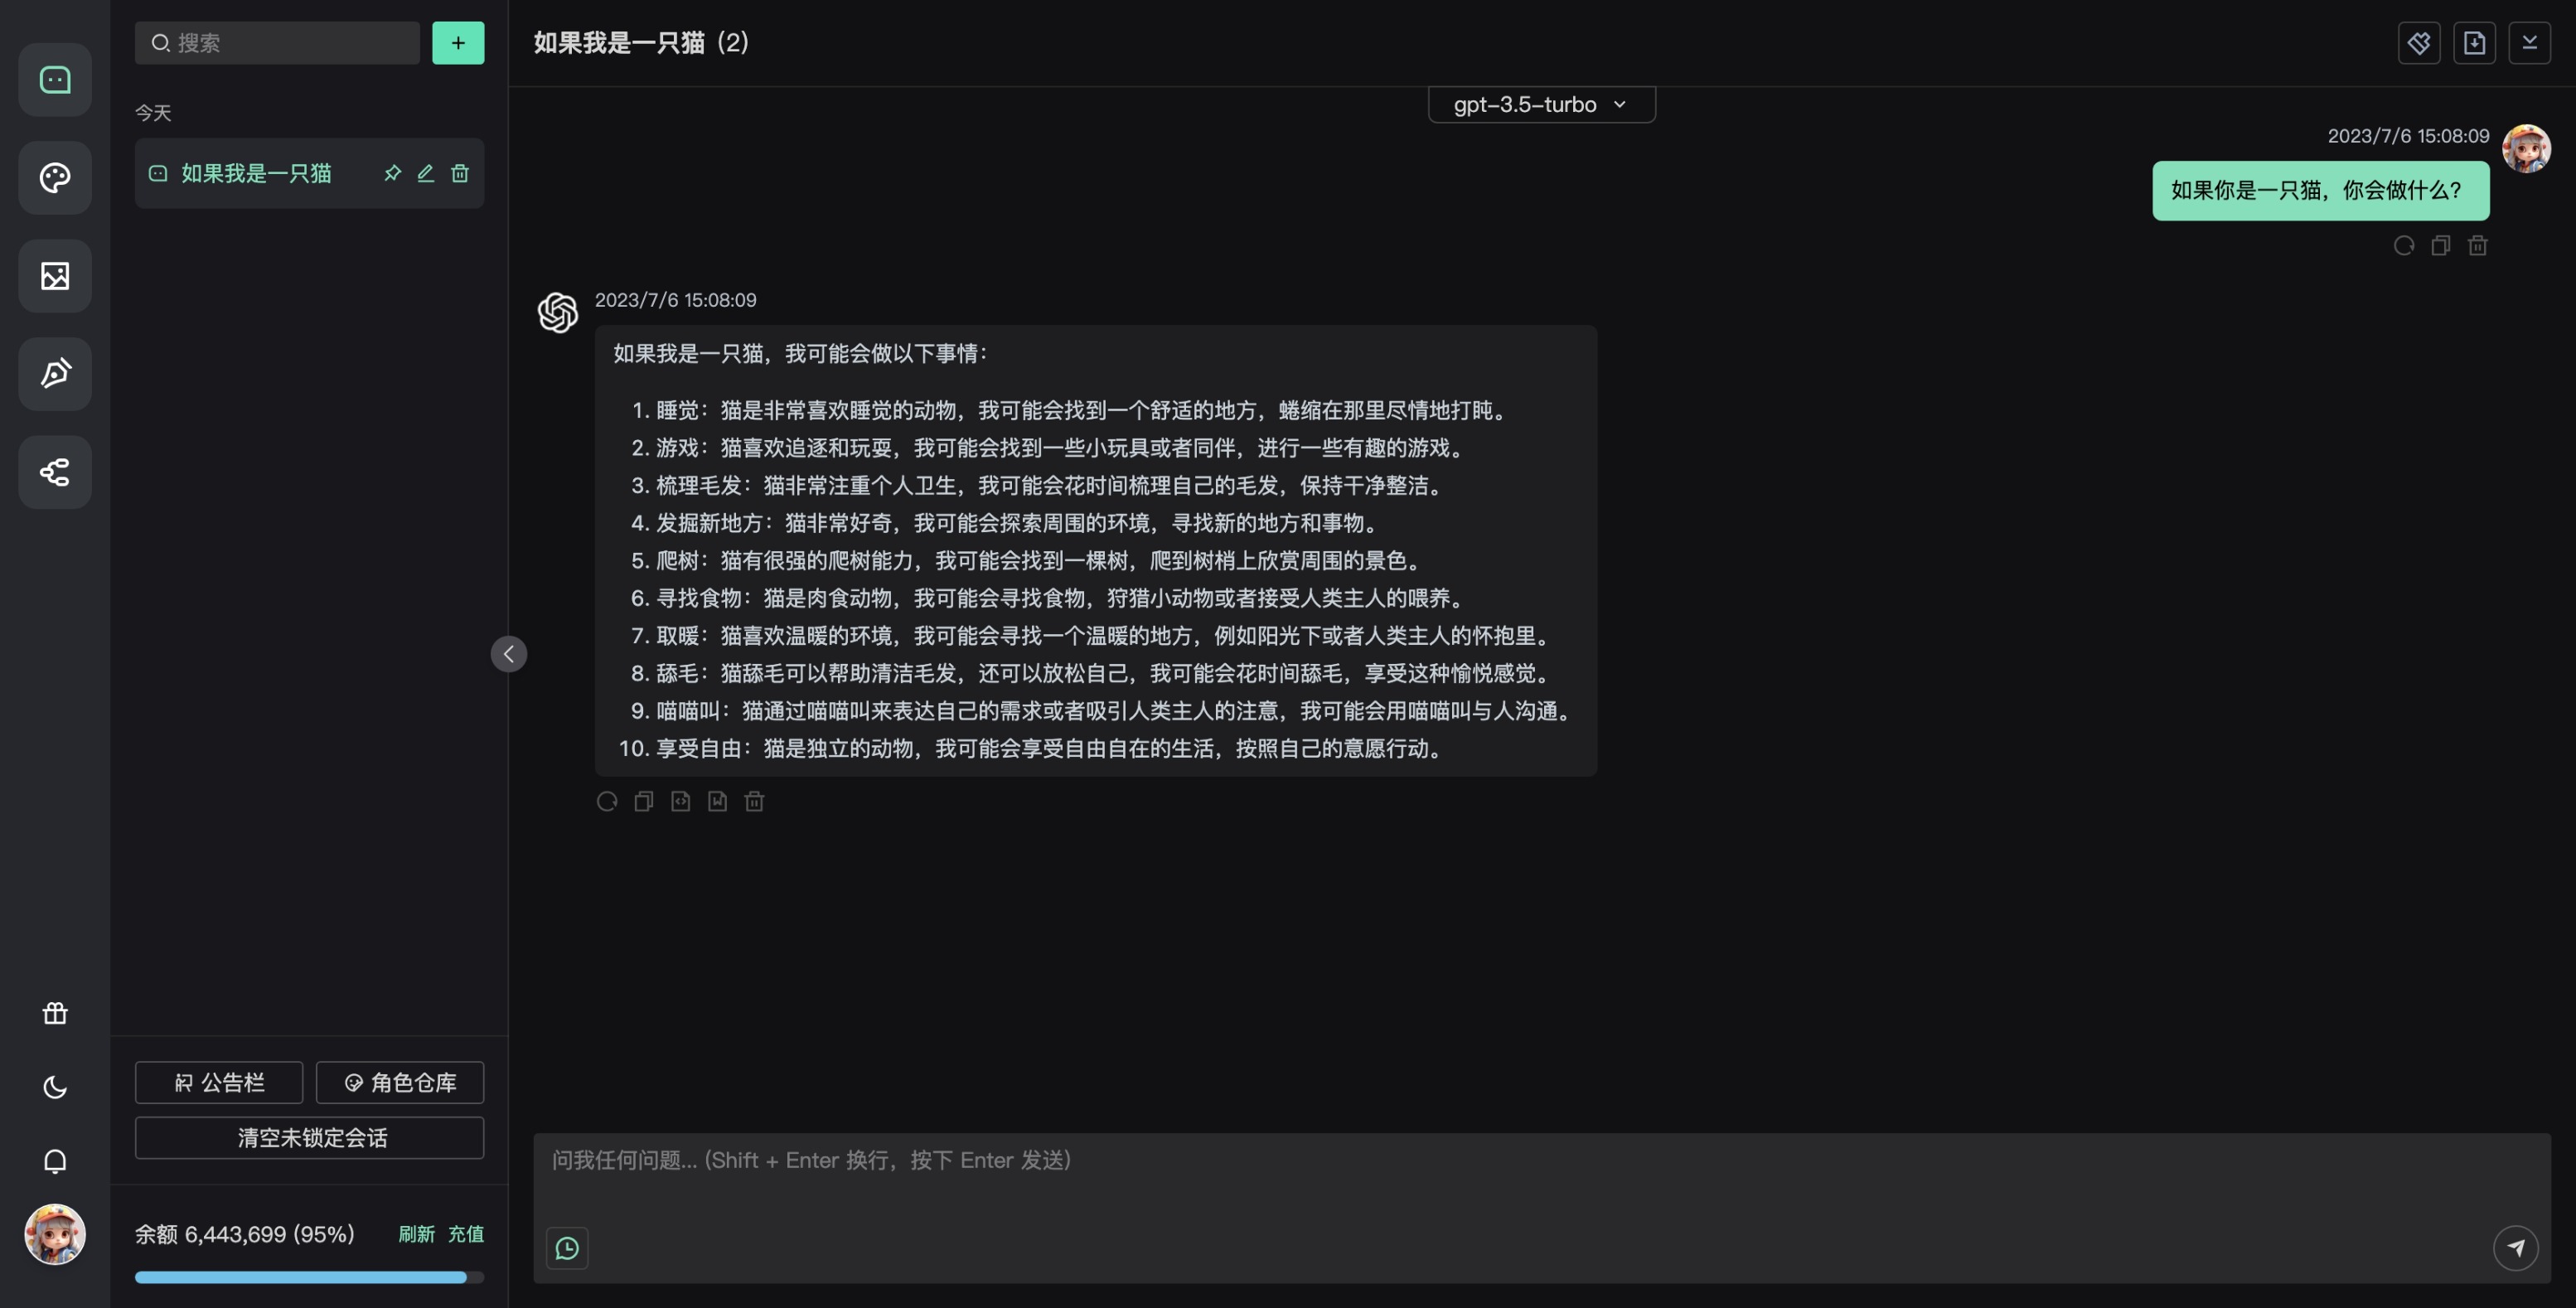 搜索
+
今天
如果我是一只猫
公告栏
角色仓库
清空未锁定会话
余额 6,443,699 (95%)
刷新 充值
如果我是一只猫 (2)
gpt-3.5-turbo
2023/7/6 15:08:09
如果你是一只猫，你会做什么？
2023/7/6 15:08:09
如果我是一只猫，我可能会做以下事情：
1. 睡觉：猫是非常喜欢睡觉的动物，我可能会找到一个舒适的地方，蜷缩在那里尽情地打盹。
2. 游戏：猫喜欢追逐和玩耍，我可能会找到一些小玩具或者同伴，进行一些有趣的游戏。
3. 梳理毛发：猫非常注重个人卫生，我可能会花时间梳理自己的毛发，保持干净整洁。
4. 发掘新地方：猫非常好奇，我可能会探索周围的环境，寻找新的地方和事物。
5. 爬树：猫有很强的爬树能力，我可能会找到一棵树，爬到树梢上欣赏周围的景色。
6. 寻找食物：猫是肉食动物，我可能会寻找食物，狩猎小动物或者接受人类主人的喂养。
7. 取暖：猫喜欢温暖的环境，我可能会寻找一个温暖的地方，例如阳光下或者人类主人的怀抱里。
8. 舔毛：猫舔毛可以帮助清洁毛发，还可以放松自己，我可能会花时间舔毛，享受这种愉悦感觉。
9. 喵喵叫：猫通过喵喵叫来表达自己的需求或者吸引人类主人的注意，我可能会用喵喵叫与人沟通。
10. 享受自由：猫是独立的动物，我可能会享受自由自在的生活，按照自己的意愿行动。
问我任何问题... (Shift + Enter 换行，按下 Enter 发送)